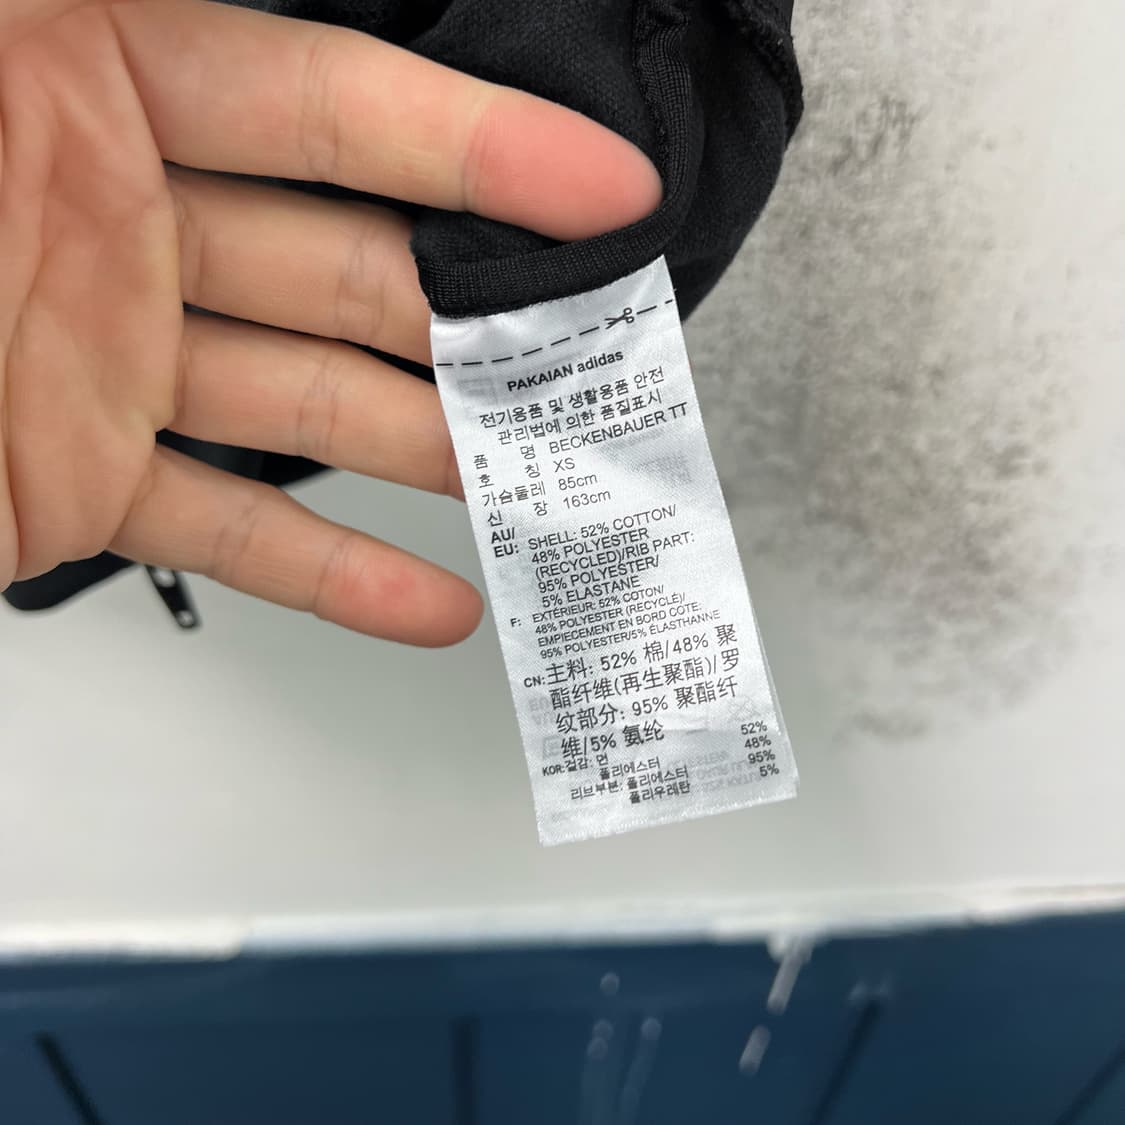 PAKAIAN adidas
전기용품 및 생활용품 안전
관리법에 의한 품질표시
품 명 BECKENBAUER TT
호 칭 XS
가슴둘레 85cm
신 장 163cm
AU/
EU: SHELL: 52% COTTON/
48% POLYESTER
(RECYCLED)/RIB PART:
95% POLYESTER/
5% ELASTANE
F: EXTÉRIEUR: 52% COTON/
48% POLYESTER (RECYCLÉ)/
EMPIECEMENT EN BORD COTE:
95% POLYESTER/5% ÉLASTHANNE
CN: 主料: 52% 棉/48% 聚
酯纤维(再生聚酯)/罗
纹部分: 95% 聚酯纤
维/5% 氨纶
KOR: 겉감: 면 52%
폴리에스터 48%
리브부분: 폴리에스터 95%
폴리우레탄 5%